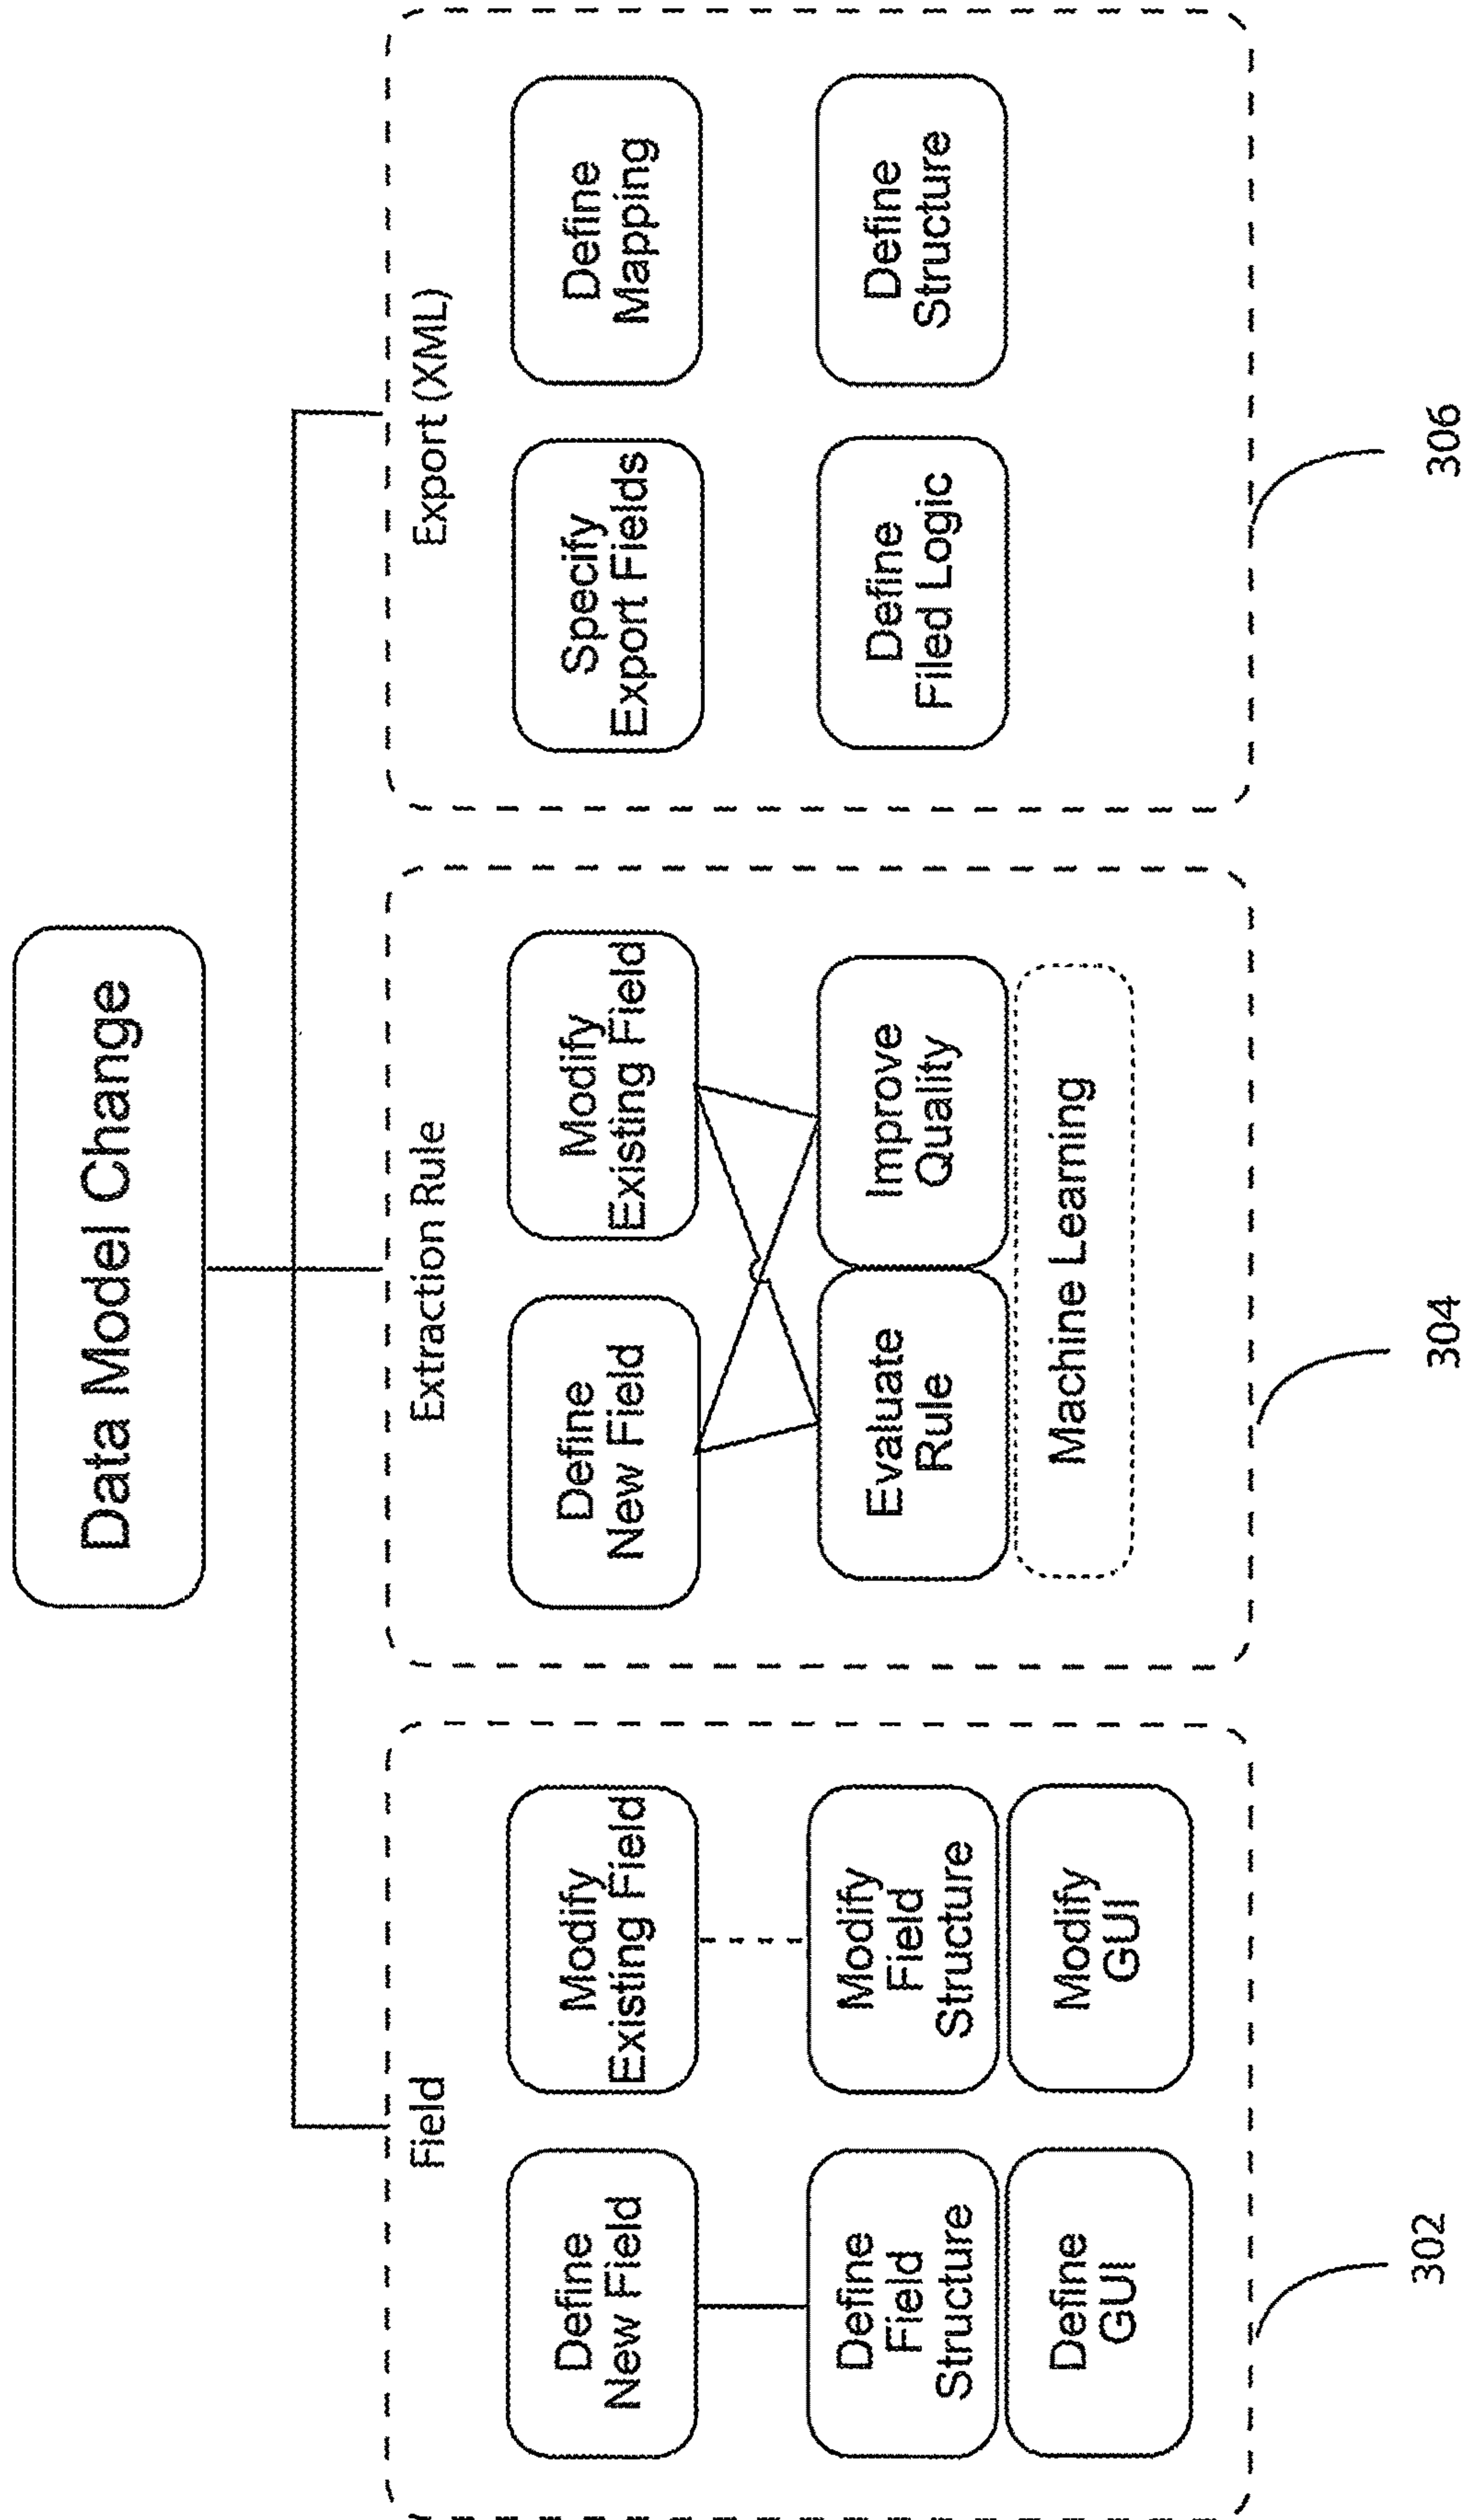 Data Model Change
Field
Define
New Field
Modify
Existing Field
Define
Field
Structure
Modify
Field
Structure
Define
GUI
Modify
GUI
302
Extraction Rule
Define
New Field
Modify
Existing Field
Evaluate
Rule
Improve
Quality
Machine Learning
304
Export (XML)
Specify
Export Fields
Define
Mapping
Define
Filed Logic
Define
Structure
306